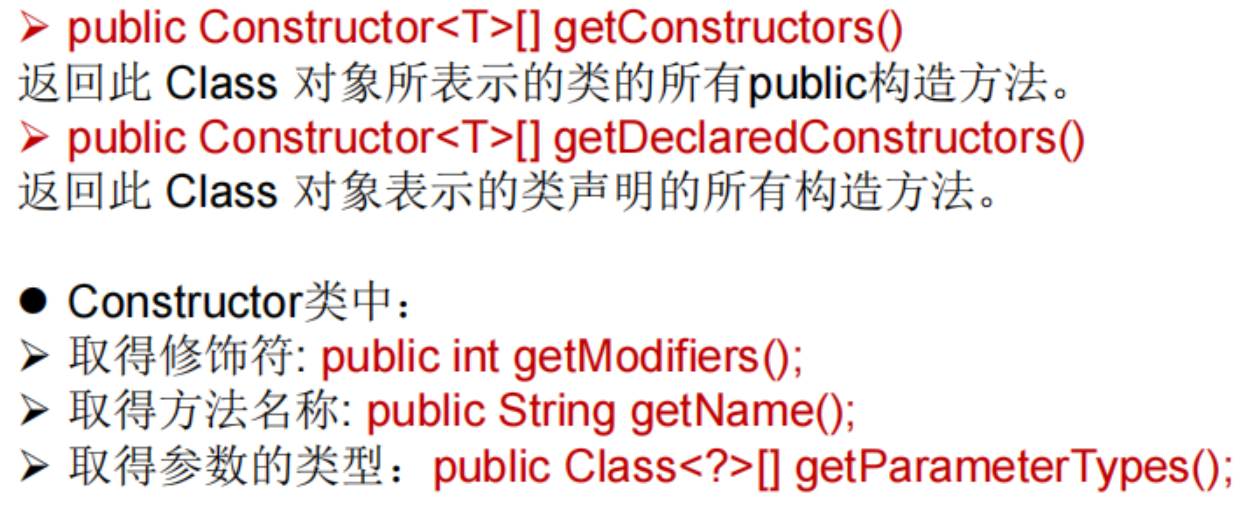 ➢ public Constructor<T>[] getConstructors()
返回此 Class 对象所表示的类的所有public构造方法。
➢ public Constructor<T>[] getDeclaredConstructors()
返回此 Class 对象表示的类声明的所有构造方法。
● Constructor类中：
➢ 取得修饰符: public int getModifiers();
➢ 取得方法名称: public String getName();
➢ 取得参数的类型：public Class<?>[] getParameterTypes();